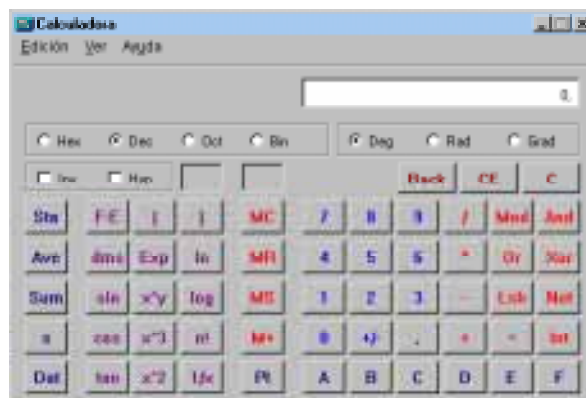 Calculadora
Edición Ver Ayuda
0,
Hex Dec Oct Bin Deg Rad Grad
Inv Hyp Back CE C
Sta F-E ( ) MC 7 8 9 / Mod And
Ave dms Exp ln MR 4 5 6 * Or Xor
Sum sin x^y log MS 1 2 3 - Lsh Not
s cos x^3 n! M+ 0 +/- , + = Int
Dat tan x^2 1/x PI A B C D E F